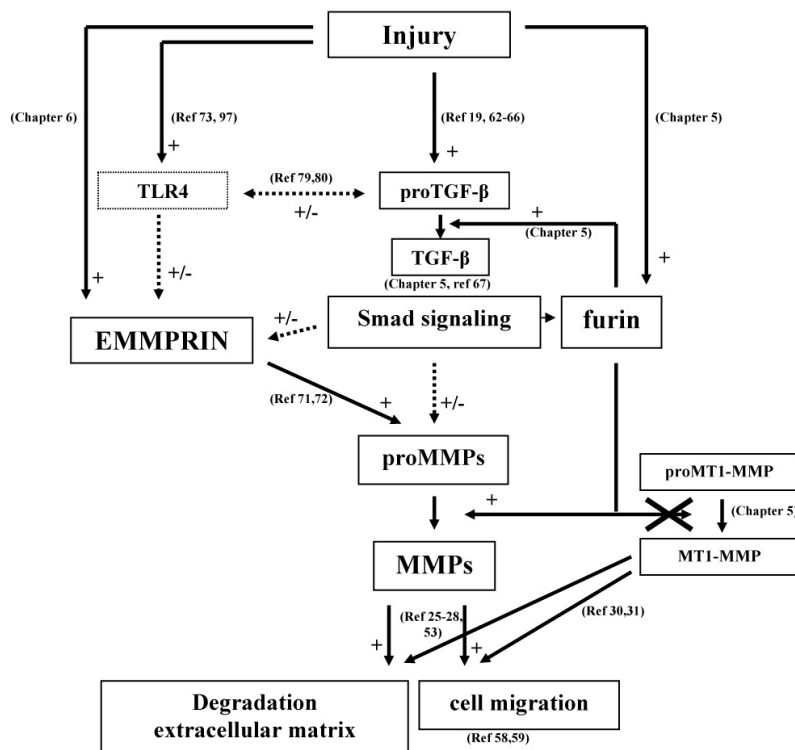 Injury
(Chapter 6)
(Ref 73, 97)
(Ref 19, 62-66)
(Chapter 5)
+
+
TLR4
(Ref 79,80)
+/-
proTGF-β
+
(Chapter 5)
TGF-β
+/-
+
+
(Chapter 5, ref 67)
EMMPRIN
+/-
Smad signaling
furin
(Ref 71,72)
+
+/-
proMMPs
proMT1-MMP
+
(Chapter 5)
MMPs
MT1-MMP
(Ref 25-28,
53)
(Ref 30,31)
+
+
Degradation
extracellular matrix
cell migration
(Ref 58,59)